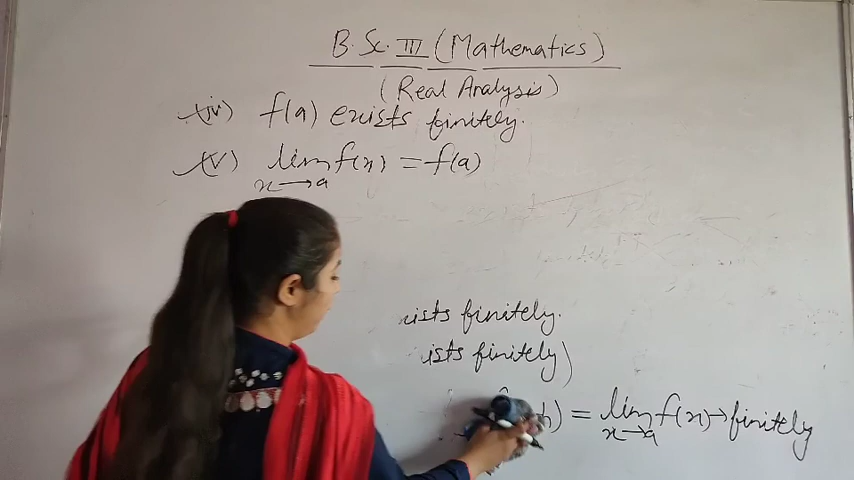 B.Sc. III (Mathematics)
(Real Analysis)
(iv) f(a) exists finitely.
(v) lim f(x) = f(a)
x→a
ists finitely.
ists finitely)
h) = lim f(x) → finitely
x→a